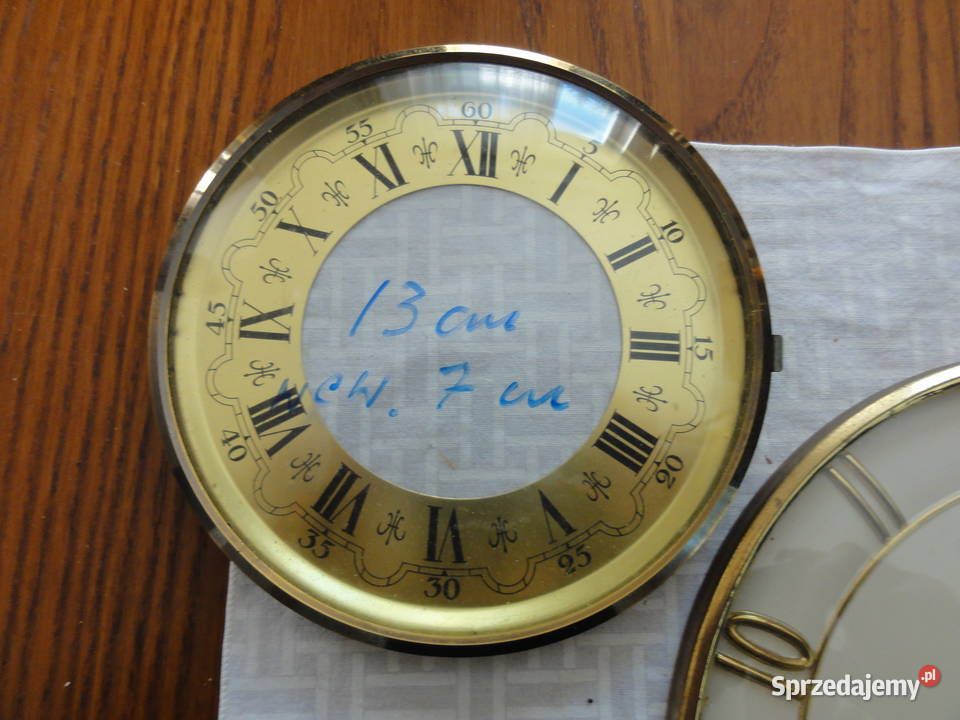 60
5
10
15
20
25
30
35
40
45
50
55
XII
I
II
III
IIII
V
VI
VII
VIII
IX
X
XI
13 cm
wew. 7 cm
10
Sprzedajemy.pl